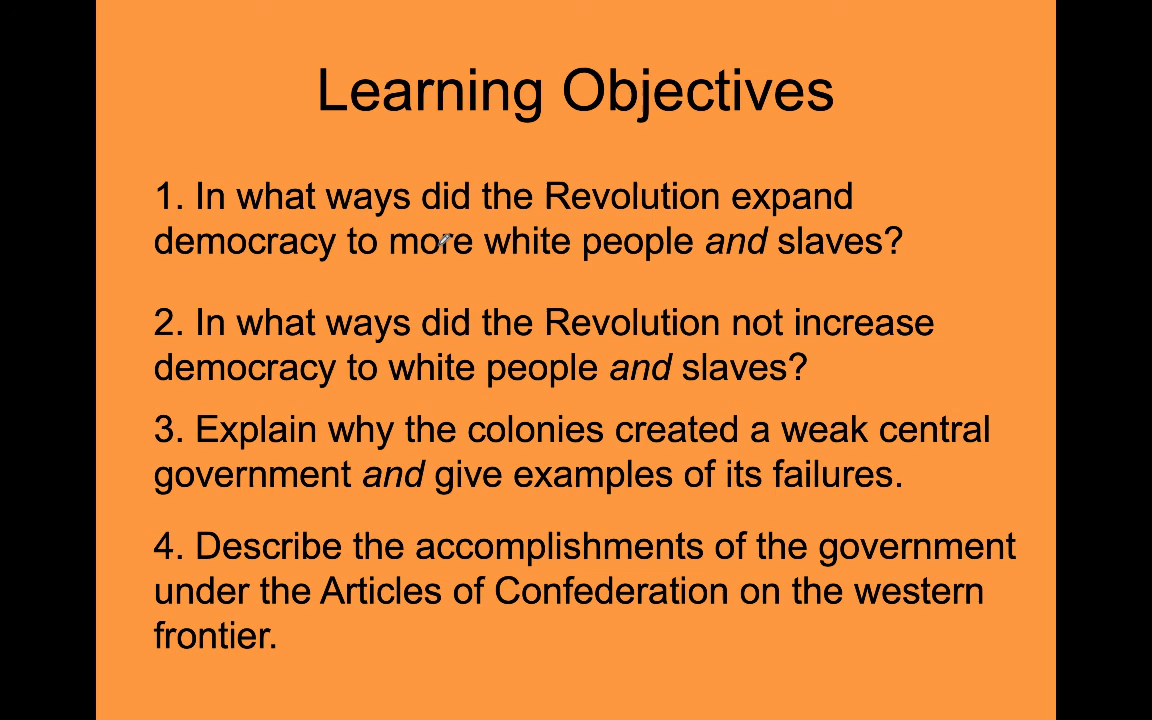 Learning Objectives
1. In what ways did the Revolution expand
democracy to more white people and slaves?
2. In what ways did the Revolution not increase
democracy to white people and slaves?
3. Explain why the colonies created a weak central
government and give examples of its failures.
4. Describe the accomplishments of the government
under the Articles of Confederation on the western
frontier.